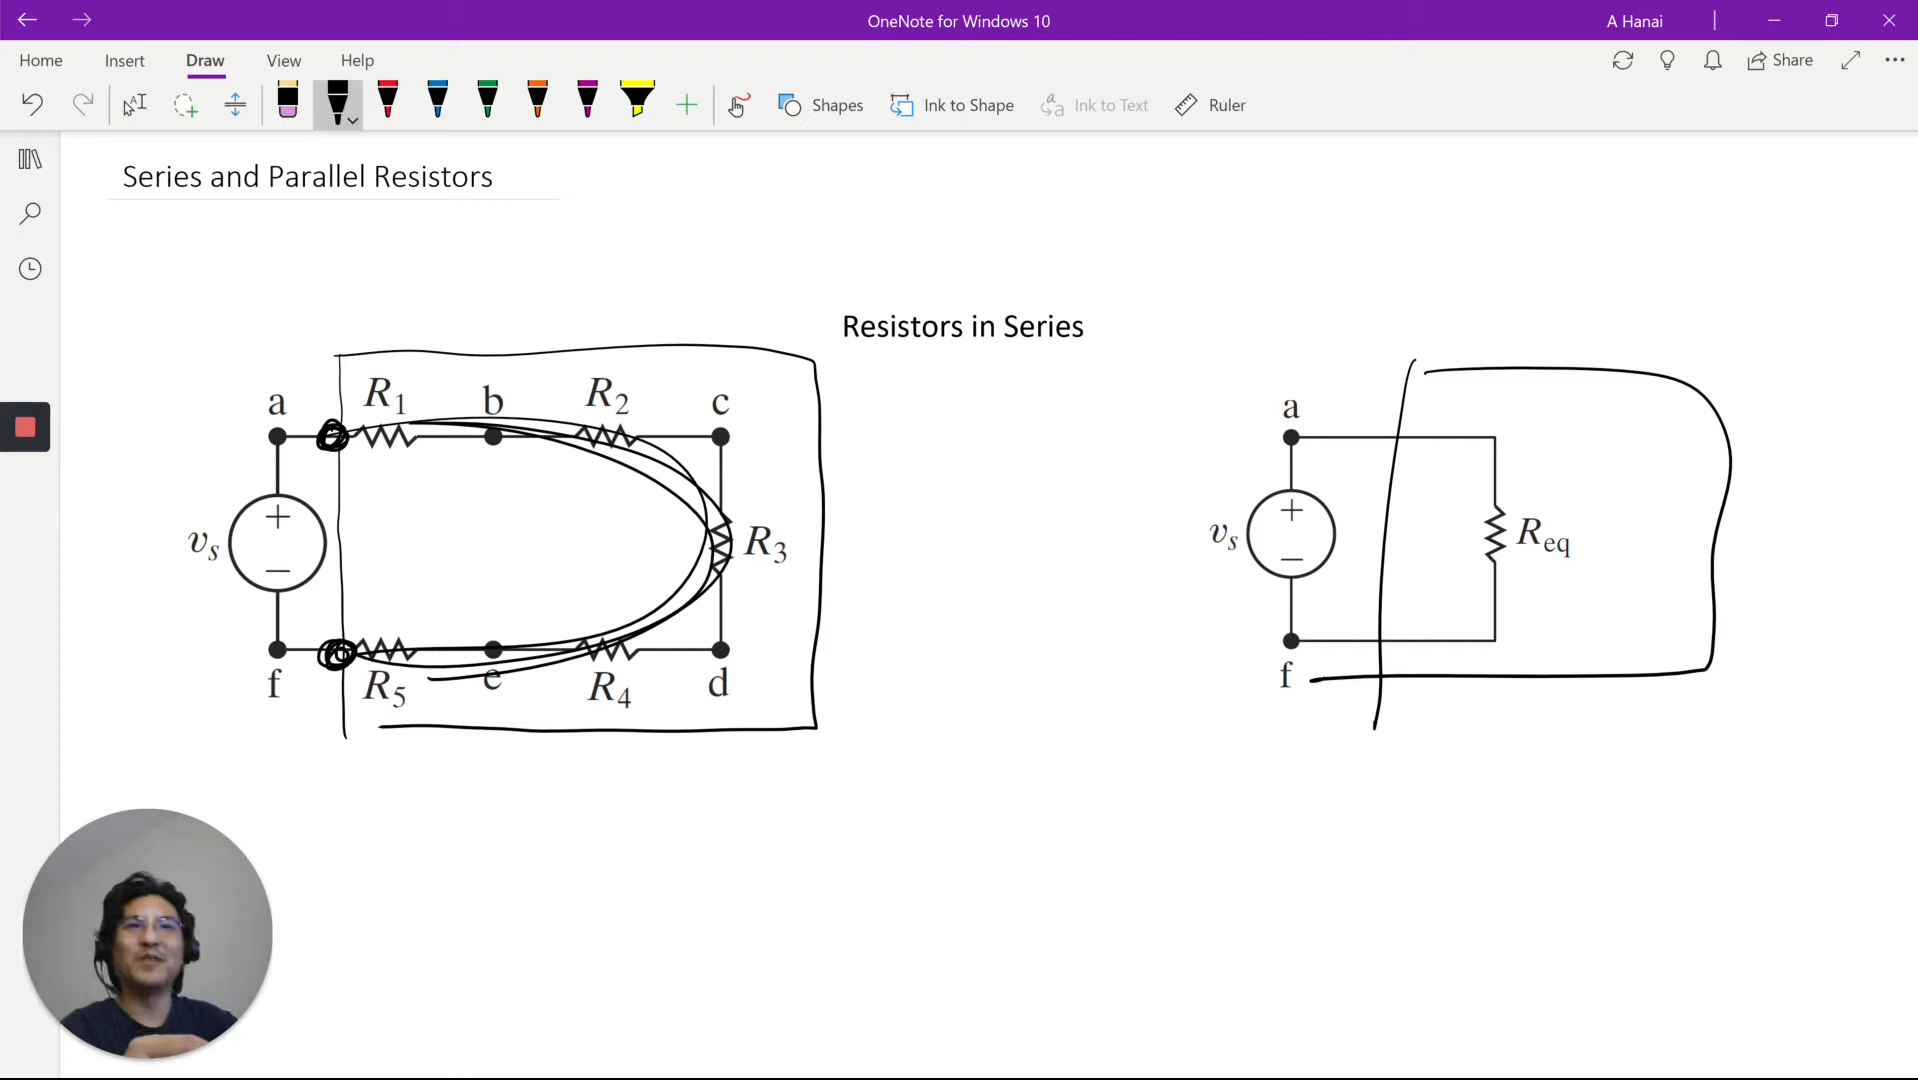 OneNote for Windows 10
A Hanai
Home Insert Draw View Help
Share
Shapes
Ink to Shape
Ink to Text
Ruler
Series and Parallel Resistors
Resistors in Series
a R1 b R2 c
vs + −
R3
f R5 e R4 d
a
vs + −
Req
f